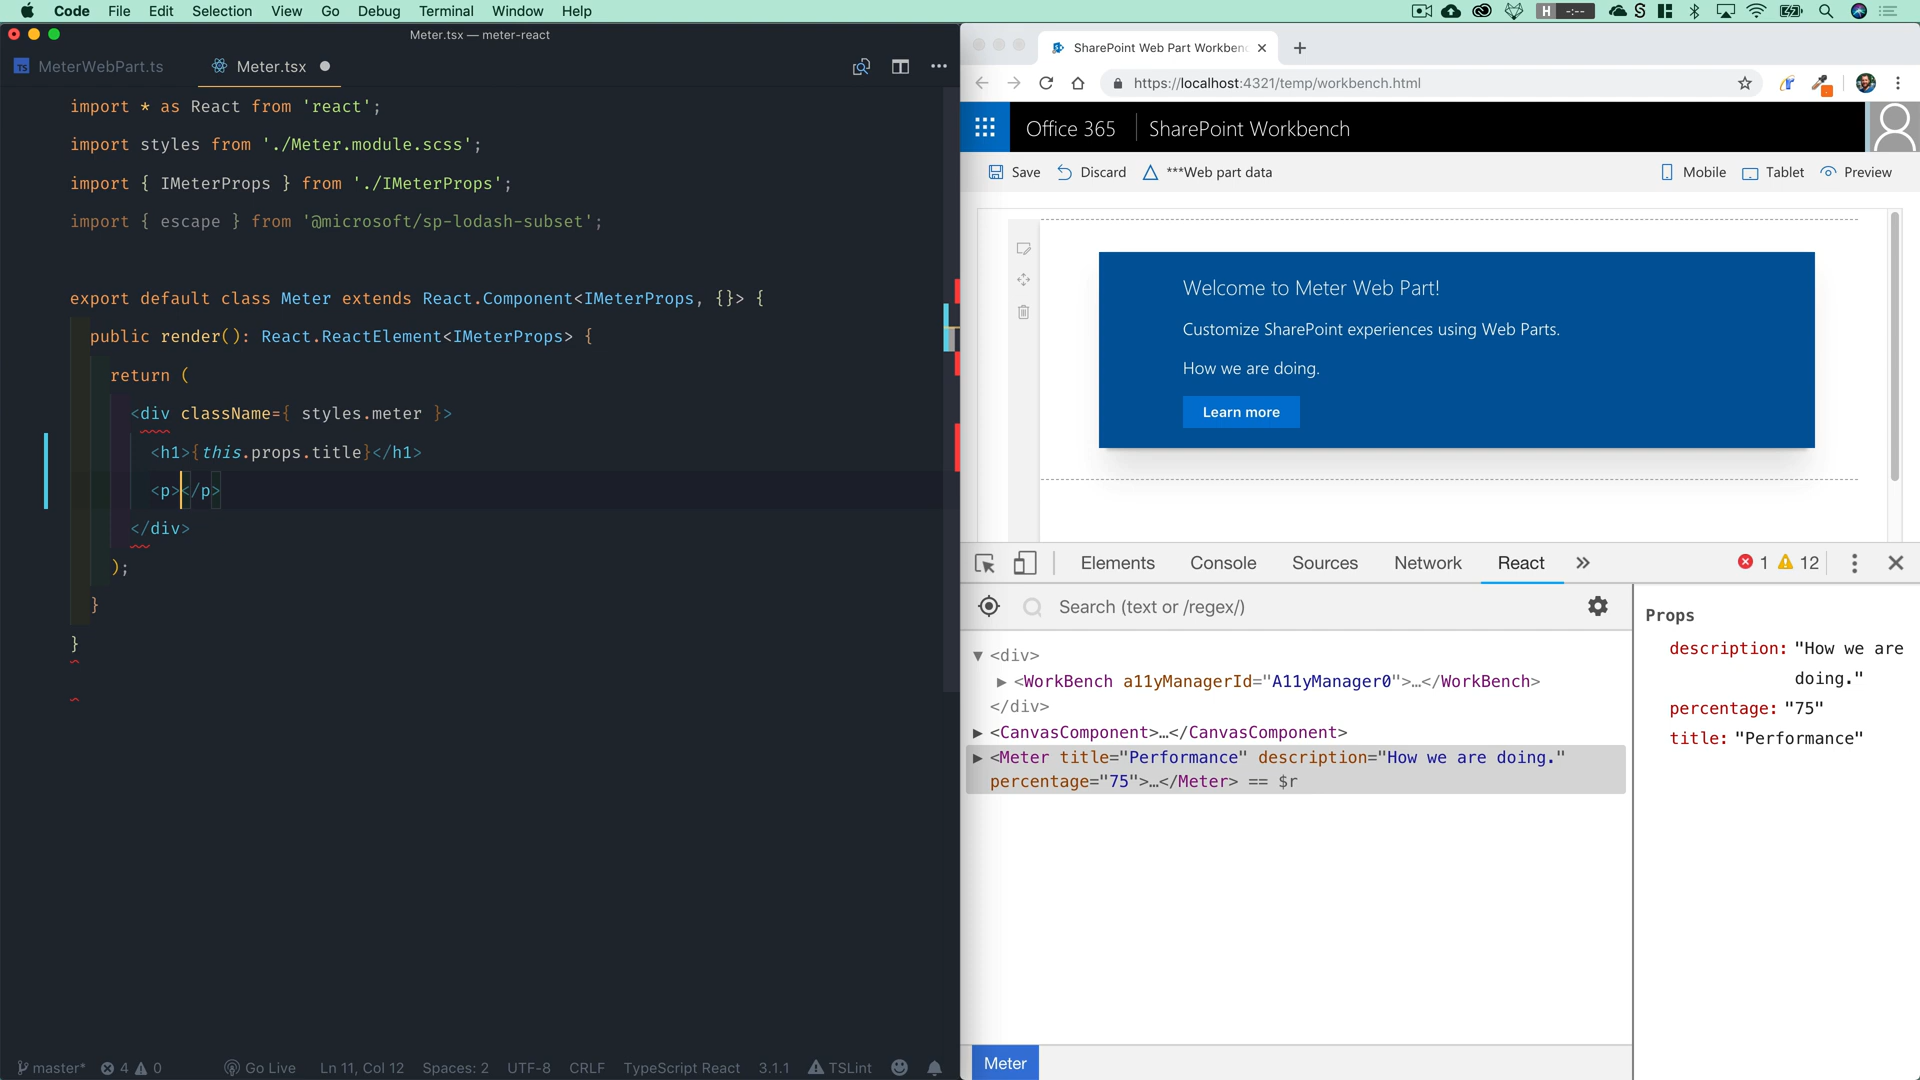 Code File Edit Selection View Go Debug Terminal Window Help
H -:--
S
Meter.tsx — meter-react
TS MeterWebPart.ts
Meter.tsx
import * as React from 'react';
import styles from './Meter.module.scss';
import { IMeterProps } from './IMeterProps';
import { escape } from '@microsoft/sp-lodash-subset';
export default class Meter extends React.Component<IMeterProps, {}> {
public render(): React.ReactElement<IMeterProps> {
return (
<div className={ styles.meter }>
<h1>{this.props.title}</h1>
<p></p>
</div>
);
}
}
master* 4 0 Go Live Ln 11, Col 12 Spaces: 2 UTF-8 CRLF TypeScript React 3.1.1 TSLint
SharePoint Web Part Workben
https://localhost:4321/temp/workbench.html
Office 365 SharePoint Workbench
Save Discard ***Web part data Mobile Tablet Preview
Welcome to Meter Web Part!
Customize SharePoint experiences using Web Parts.
How we are doing.
Learn more
Elements Console Sources Network React » 1 12
Search (text or /regex/)
<div>
<WorkBench a11yManagerId="A11yManager0">…</WorkBench>
</div>
<CanvasComponent>…</CanvasComponent>
<Meter title="Performance" description="How we are doing."
percentage="75">…</Meter> == $r
Meter
Props
description: "How we are
doing."
percentage: "75"
title: "Performance"